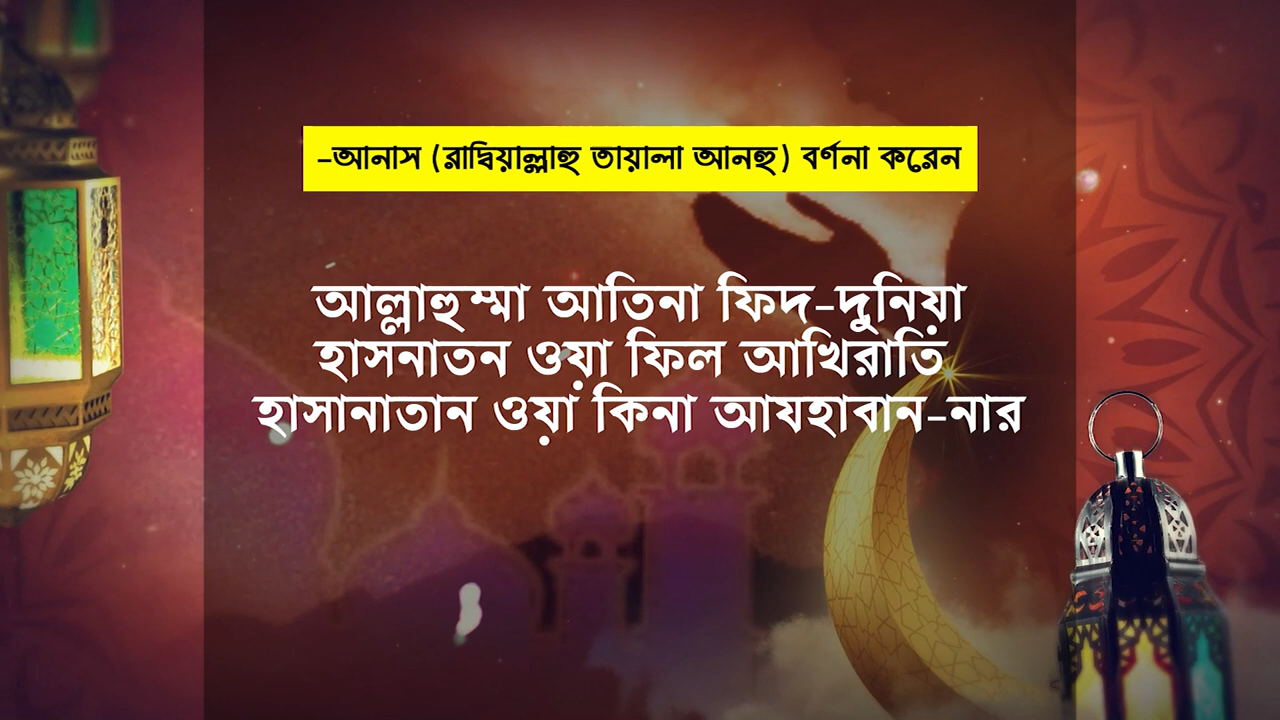 -আনাস (রাদ্বিয়াল্লাহু তায়ালা আনহু) বর্ণনা করেন
আল্লাহুম্মা আতিনা ফিদ-দুনিয়া
হাসনাতন ওয়া ফিল আখিরাতি
হাসানাতান ওয়া কিনা আযহাবান-নার